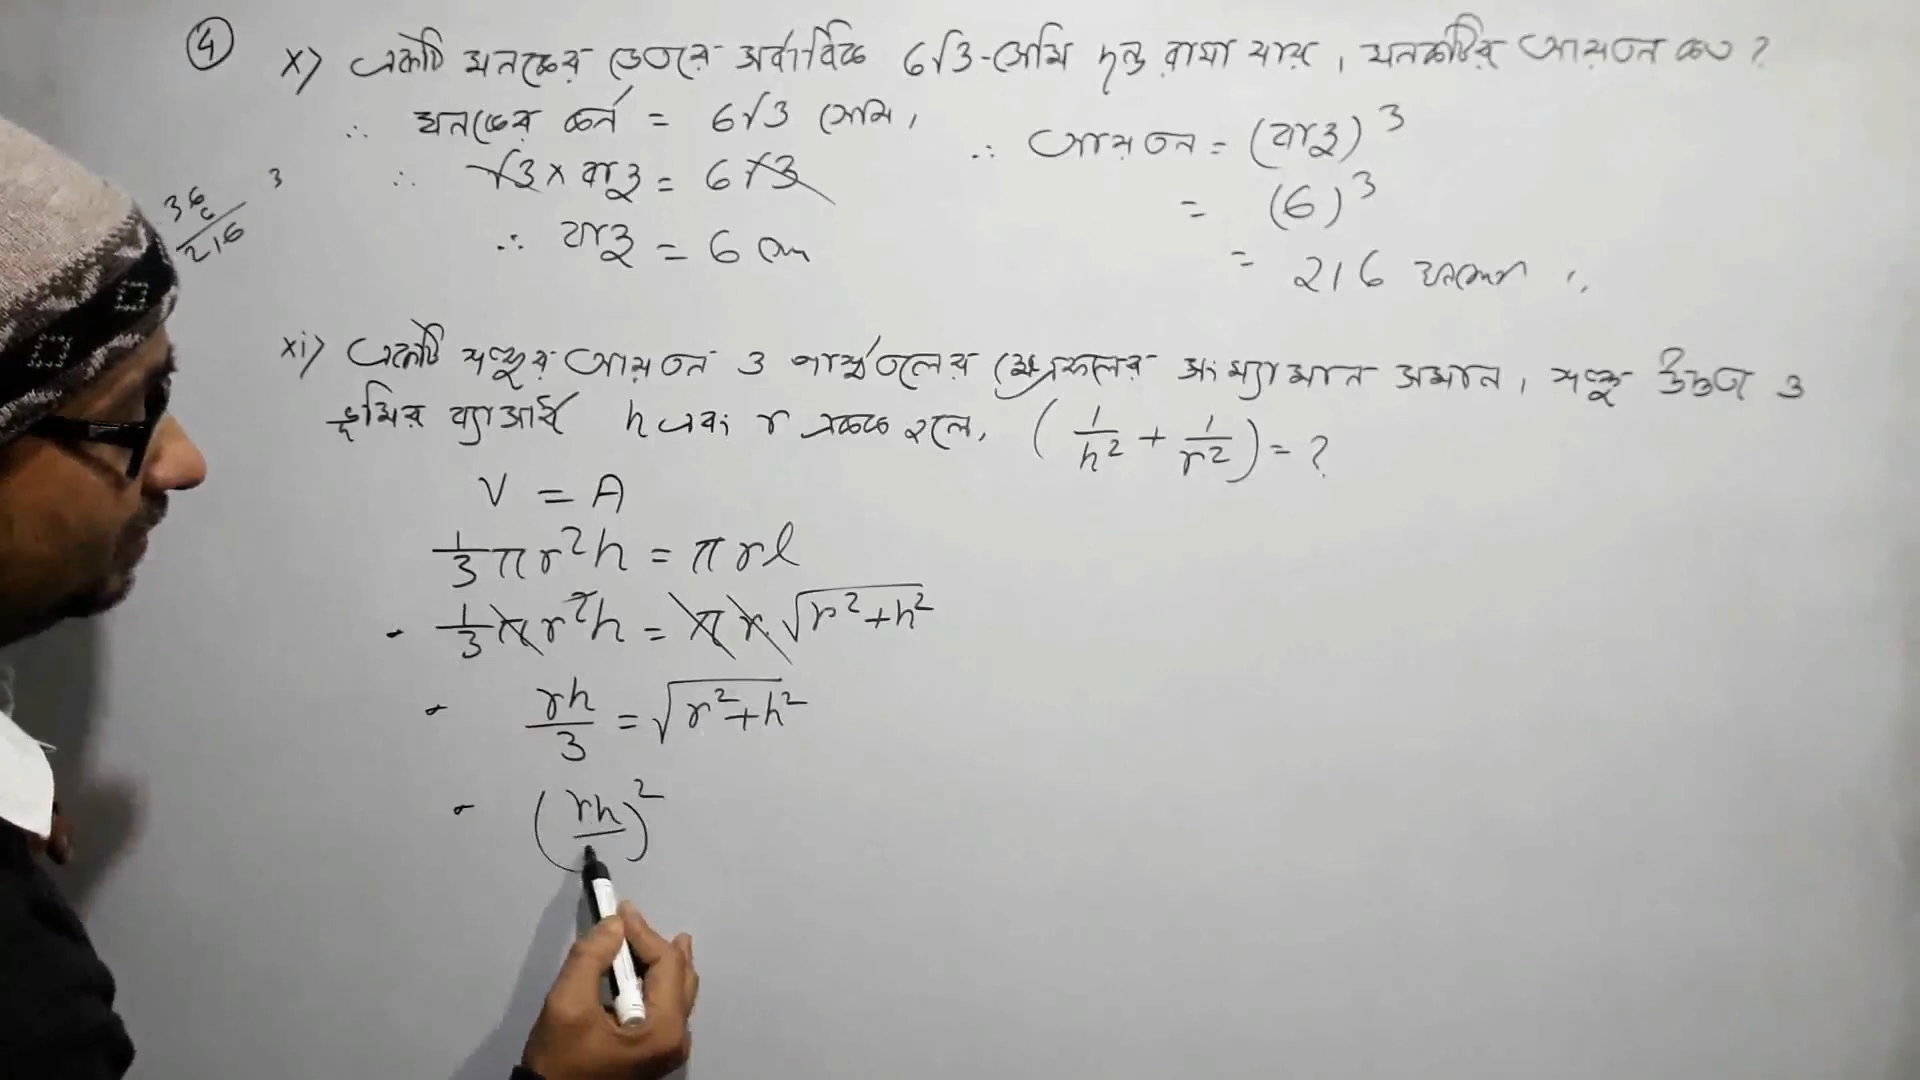 ④ x) একটি ঘনকের ভেতরে সর্বাধিক 6√3 সেমি দন্ড রাখা যায়, ঘনকটির আয়তন কত ?
∴ ঘনকের কর্ন = 6√3 সেমি,
∴ √3 × বাহু = 6√3
∴ বাহু = 6 cm
∴ আয়তন = (বাহু)³
= (6)³
= 216 ঘনসেমি
36
6
216
3
xi) একটি শঙ্কুর আয়তন ও পার্শ্বতলের ক্ষেত্রফলের সংখ্যামান সমান, শঙ্কু উচ্চতা ও
ভূমির ব্যাসার্ধ h এবং r একক হলে, (1/h² + 1/r²) = ?
V = A
1/3 πr²h = πrl
1/3 πr²h = πr √r²+h²
rh/3 = √r²+h²
(rh/ )²